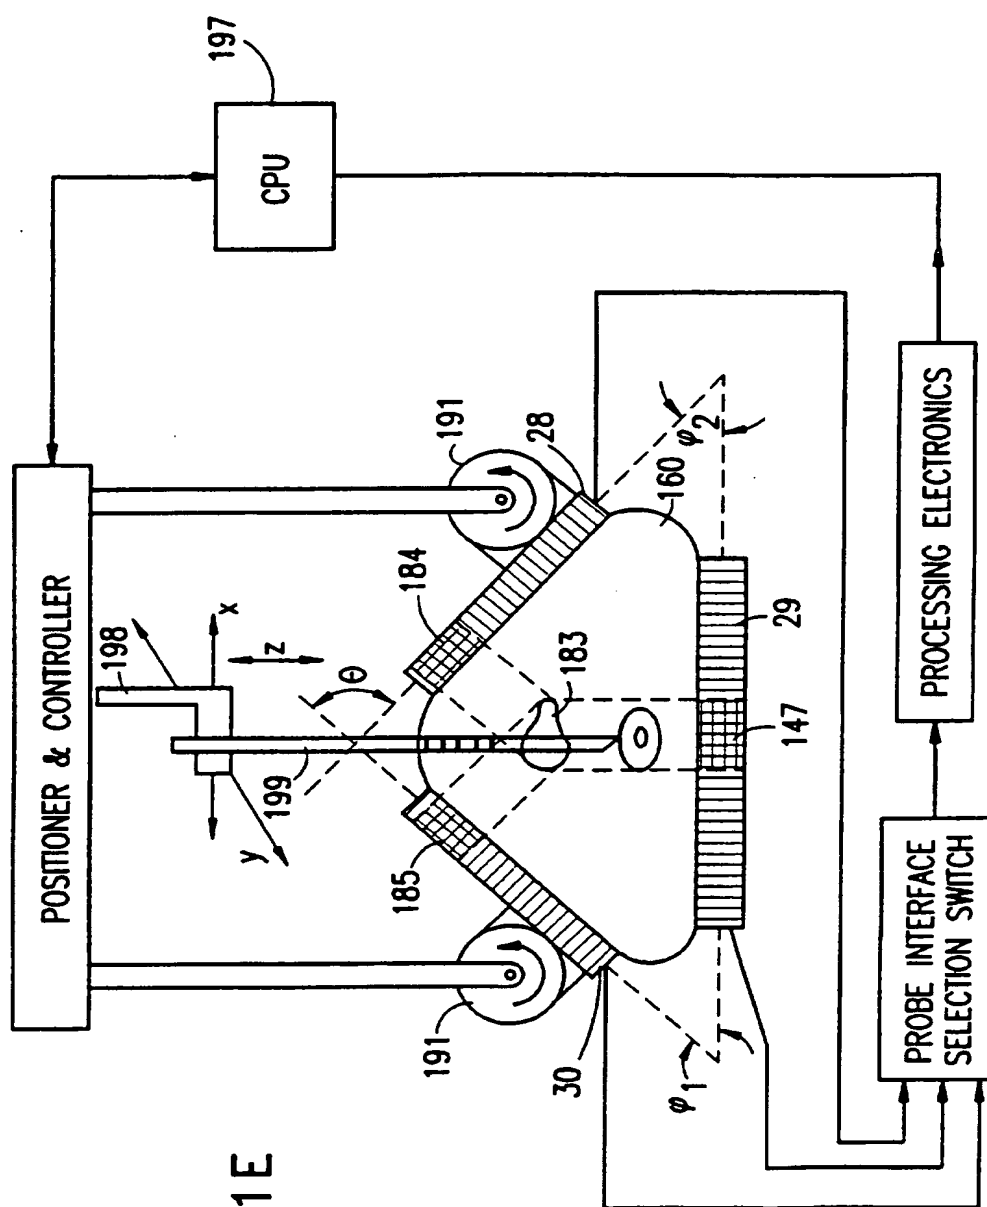 POSITIONER & CONTROLLER
CPU
197
198
x
z
y
θ
199
191
191
184
185
183
28
160
φ2
29
147
30
φ1
PROBE INTERFACE
SELECTION SWITCH
PROCESSING ELECTRONICS
1E